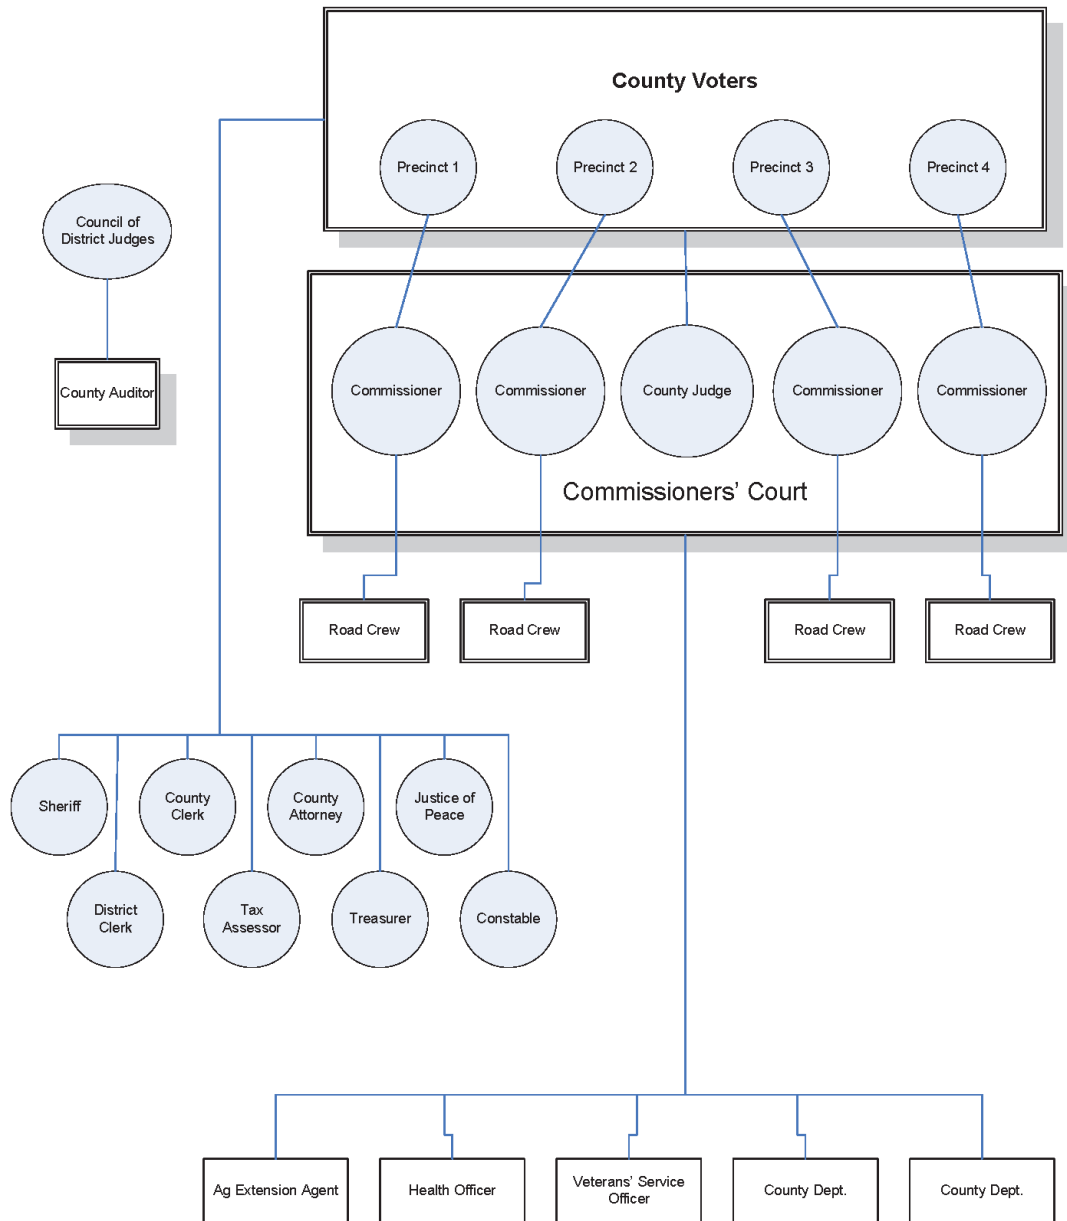 County Voters
Precinct 1
Precinct 2
Precinct 3
Precinct 4
Council of
District Judges
County Auditor
Commissioner
Commissioner
County Judge
Commissioner
Commissioner
Commissioners’ Court
Road Crew
Road Crew
Road Crew
Road Crew
Sheriff
County
Clerk
County
Attorney
Justice of
Peace
District
Clerk
Tax
Assessor
Treasurer
Constable
Ag Extension Agent
Health Officer
Veterans’ Service
Officer
County Dept.
County Dept.